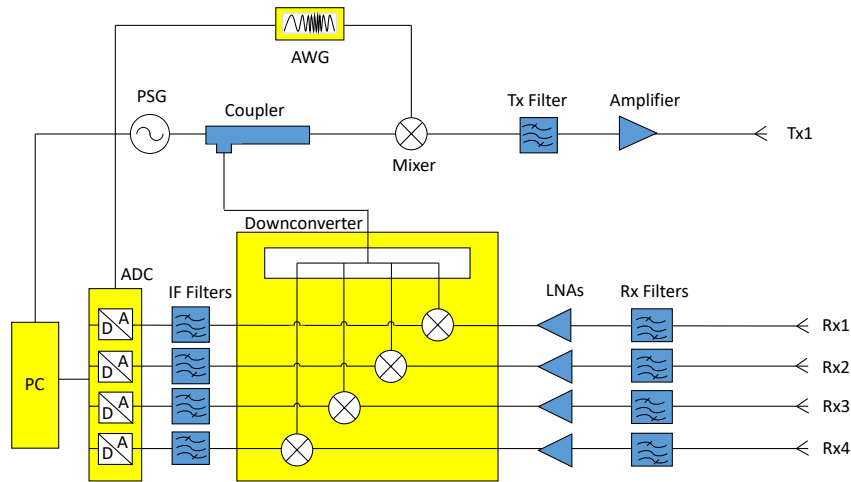 AWG
PSG
Coupler
Mixer
Tx Filter
Amplifier
Tx1
Downconverter
ADC
IF Filters
LNAs
Rx Filters
D A
Rx1
D A
Rx2
PC
D A
Rx3
D A
Rx4